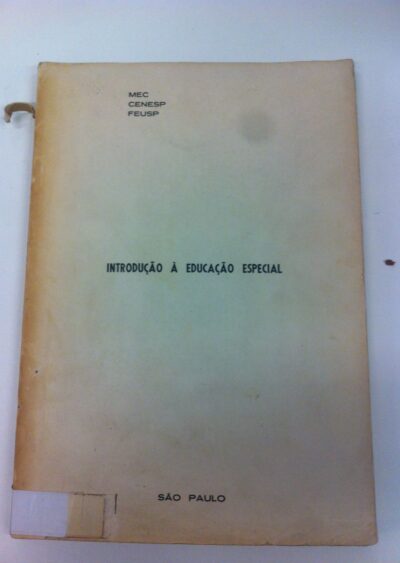 MEC
CENESP
FEUSP
INTRODUÇÃO À EDUCAÇÃO ESPECIAL
SÃO PAULO